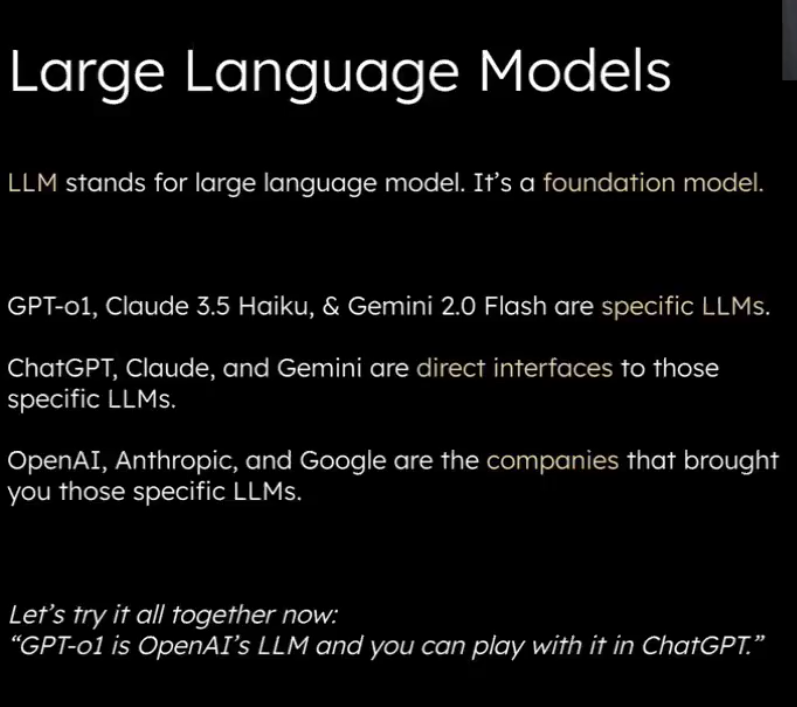 Large Language Models
LLM stands for large language model. It’s a foundation model.
GPT-o1, Claude 3.5 Haiku, & Gemini 2.0 Flash are specific LLMs.
ChatGPT, Claude, and Gemini are direct interfaces to those
specific LLMs.
OpenAI, Anthropic, and Google are the companies that brought
you those specific LLMs.
Let’s try it all together now:
“GPT-o1 is OpenAI’s LLM and you can play with it in ChatGPT.”